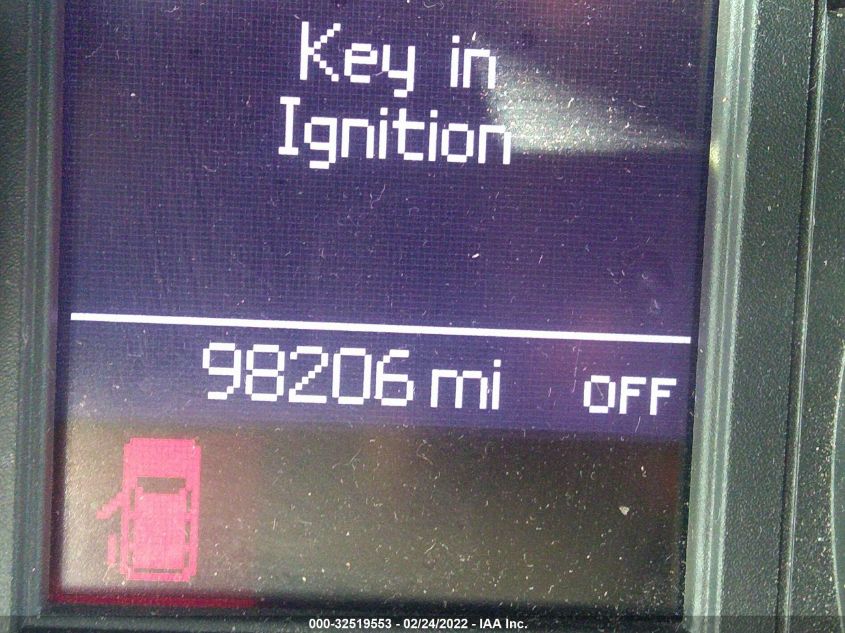 Key in
Ignition
98206 mi OFF
000-32519553 - 02/24/2022 - IAA Inc.